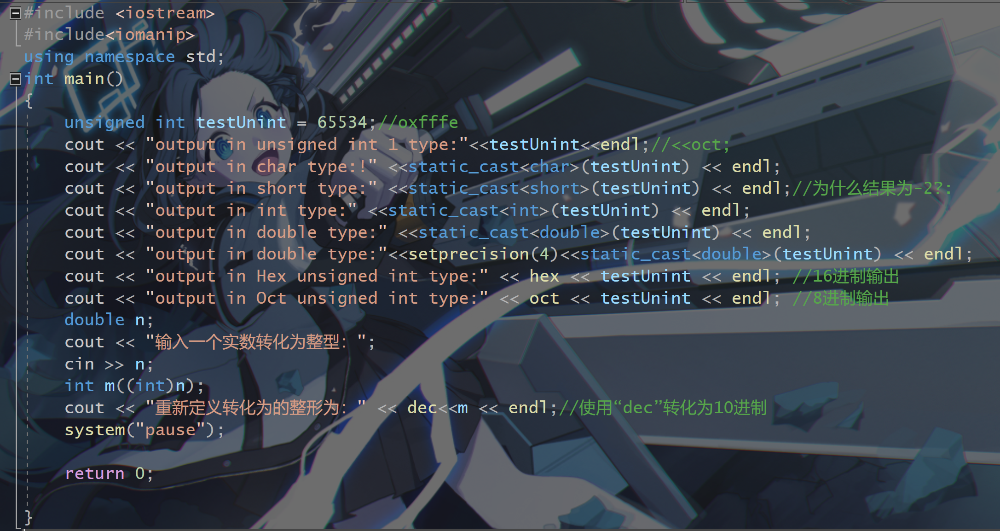 #include <iostream>
#include<iomanip>
using namespace std;
int main()
{
    unsigned int testUnint = 65534;//oxfffe
    cout << "output in unsigned int 1 type:"<<testUnint<<endl;//<<oct;
    cout << "output in char type:!" <<static_cast<char>(testUnint) << endl;
    cout << "output in short type:" <<static_cast<short>(testUnint) << endl;//为什么结果为-2?:
    cout << "output in int type:" <<static_cast<int>(testUnint) << endl;
    cout << "output in double type:" <<static_cast<double>(testUnint) << endl;
    cout << "output in double type:"<<setprecision(4)<<static_cast<double>(testUnint) << endl;
    cout << "output in Hex unsigned int type:" << hex << testUnint << endl; //16进制输出
    cout << "output in Oct unsigned int type:" << oct << testUnint << endl; //8进制输出
    double n;
    cout << "输入一个实数转化为整型：";
    cin >> n;
    int m((int)n);
    cout << "重新定义转化为的整形为：" << dec<<m << endl;//使用“dec”转化为10进制
    system("pause");
    return 0;
}